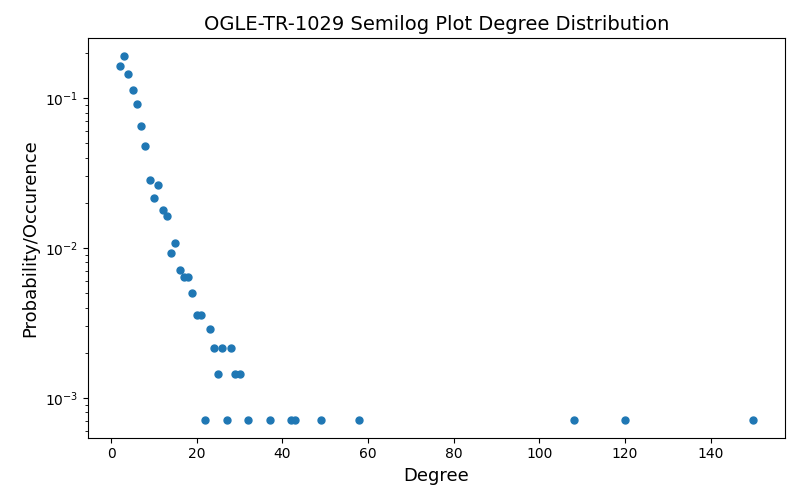 OGLE-TR-1029 Semilog Plot Degree Distribution
Probability/Occurence
10⁻¹
10⁻²
10⁻³
0 20 40 60 80 100 120 140
Degree